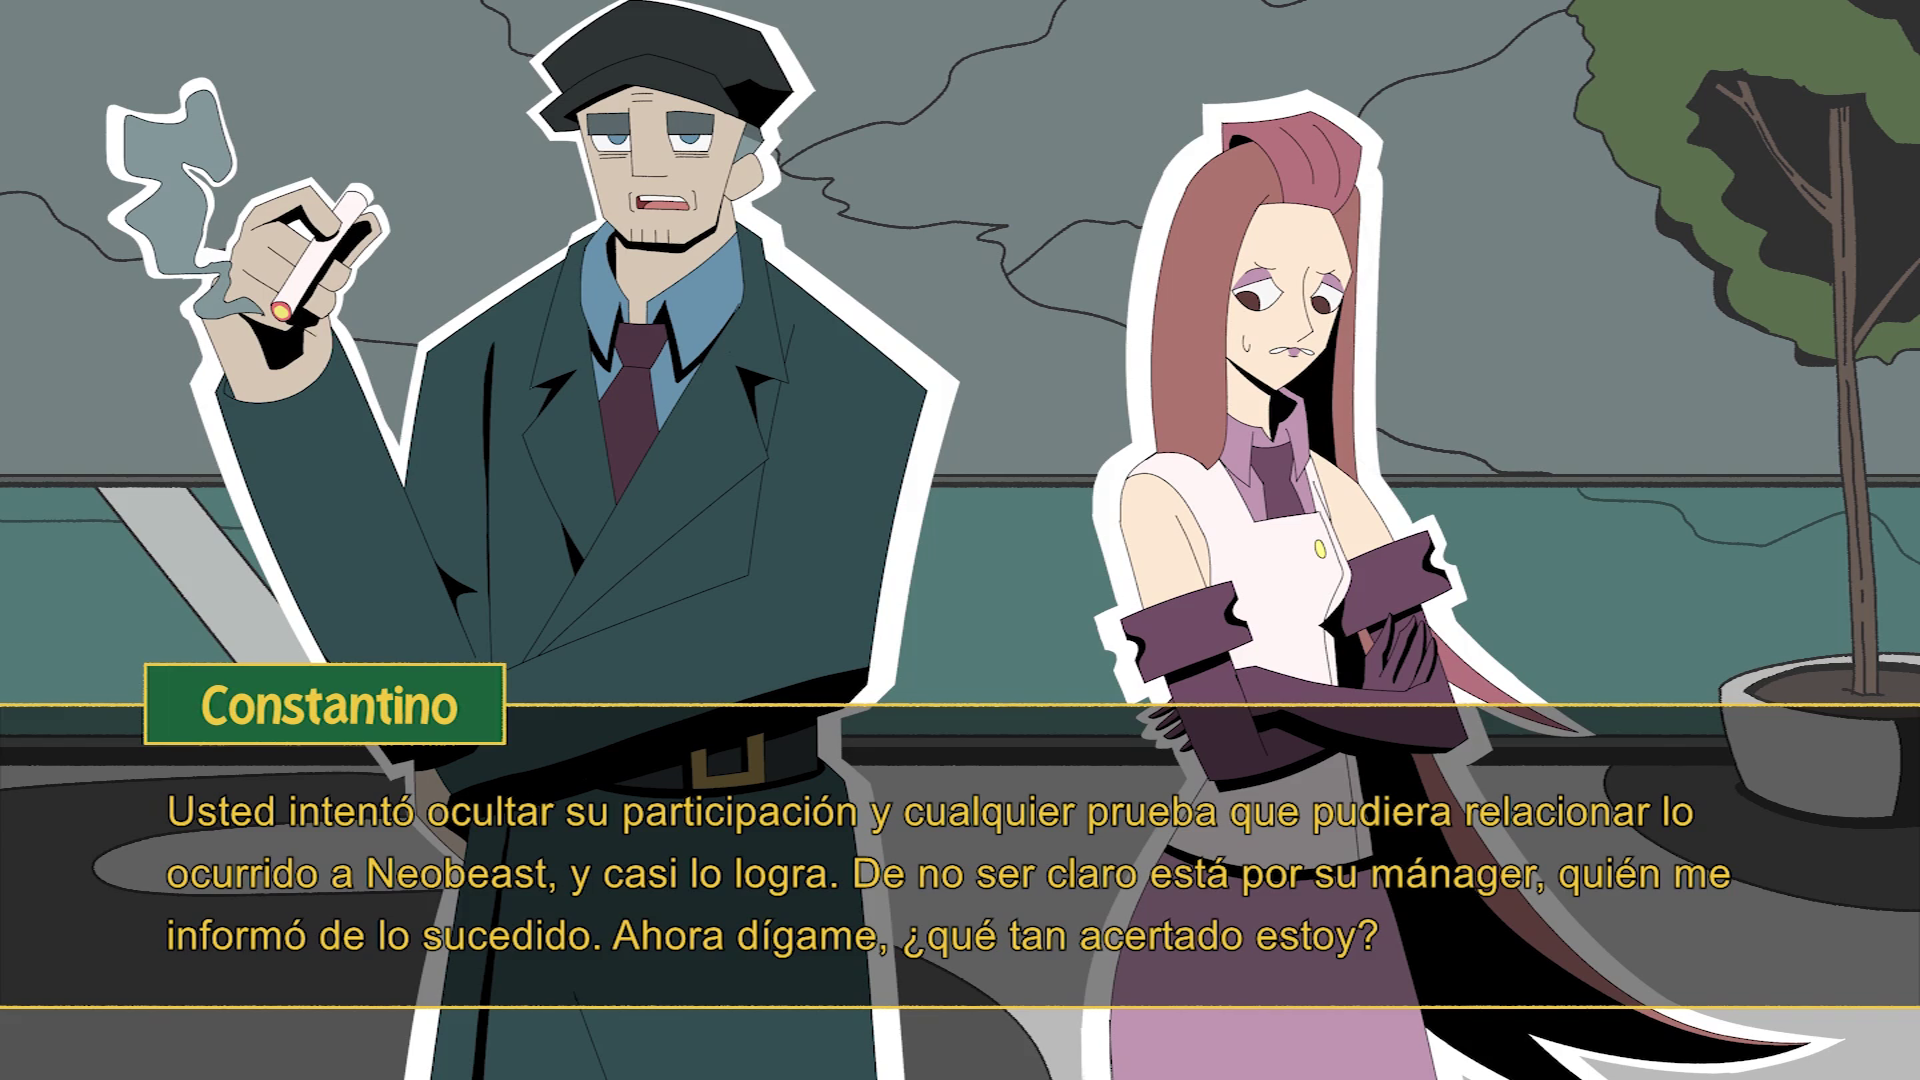 Constantino
Usted intentó ocultar su participación y cualquier prueba que pudiera relacionar lo
ocurrido a Neobeast, y casi lo logra. De no ser claro está por su mánager, quién me
informó de lo sucedido. Ahora dígame, ¿qué tan acertado estoy?